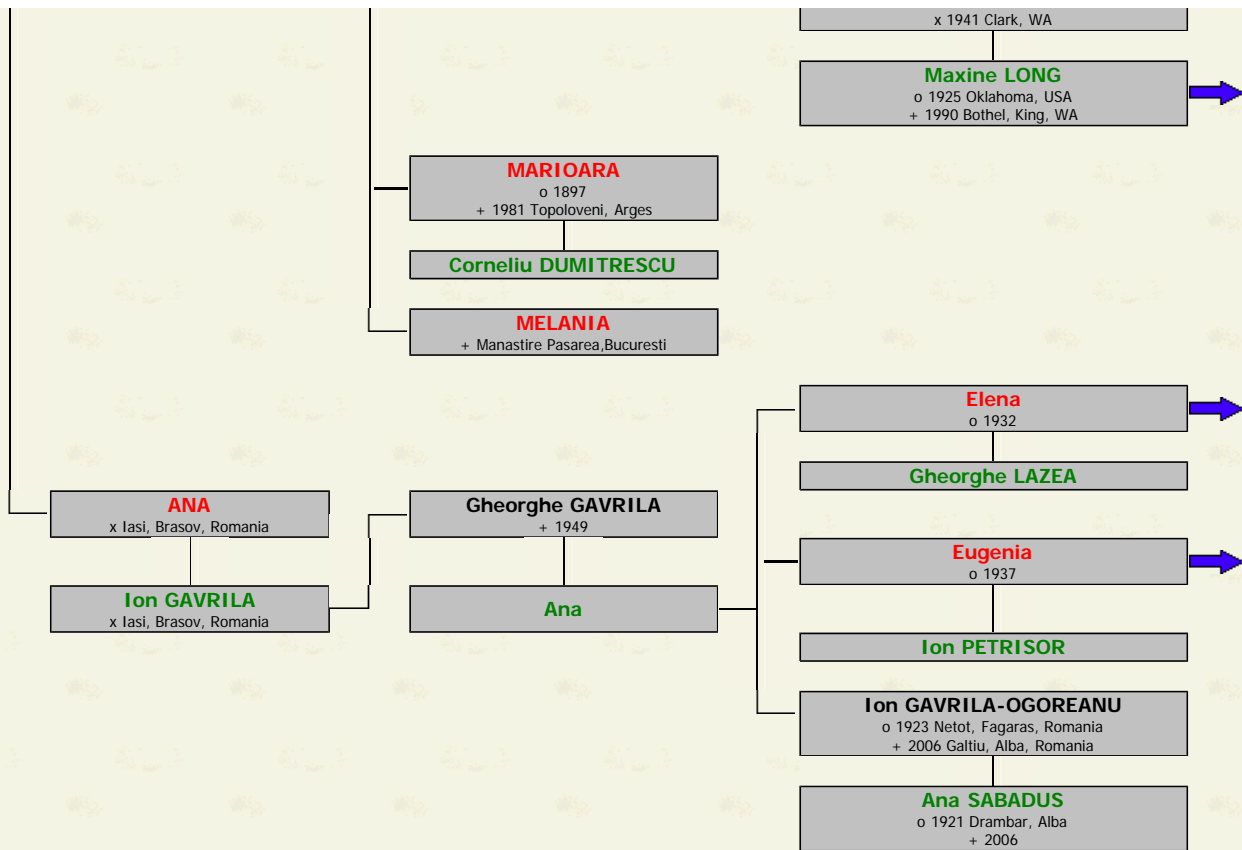 x 1941 Clark, WA
Maxine LONG
o 1925 Oklahoma, USA
+ 1990 Bothel, King, WA
MARIOARA
o 1897
+ 1981 Topoloveni, Arges
Corneliu DUMITRESCU
MELANIA
+ Manastire Pasarea,Bucuresti
Elena
o 1932
Gheorghe LAZEA
ANA
x Iasi, Brasov, Romania
Gheorghe GAVRILA
+ 1949
Eugenia
o 1937
Ion GAVRILA
x Iasi, Brasov, Romania
Ana
Ion PETRISOR
Ion GAVRILA-OGOREANU
o 1923 Netot, Fagaras, Romania
+ 2006 Galtiu, Alba, Romania
Ana SABADUS
o 1921 Drambar, Alba
+ 2006